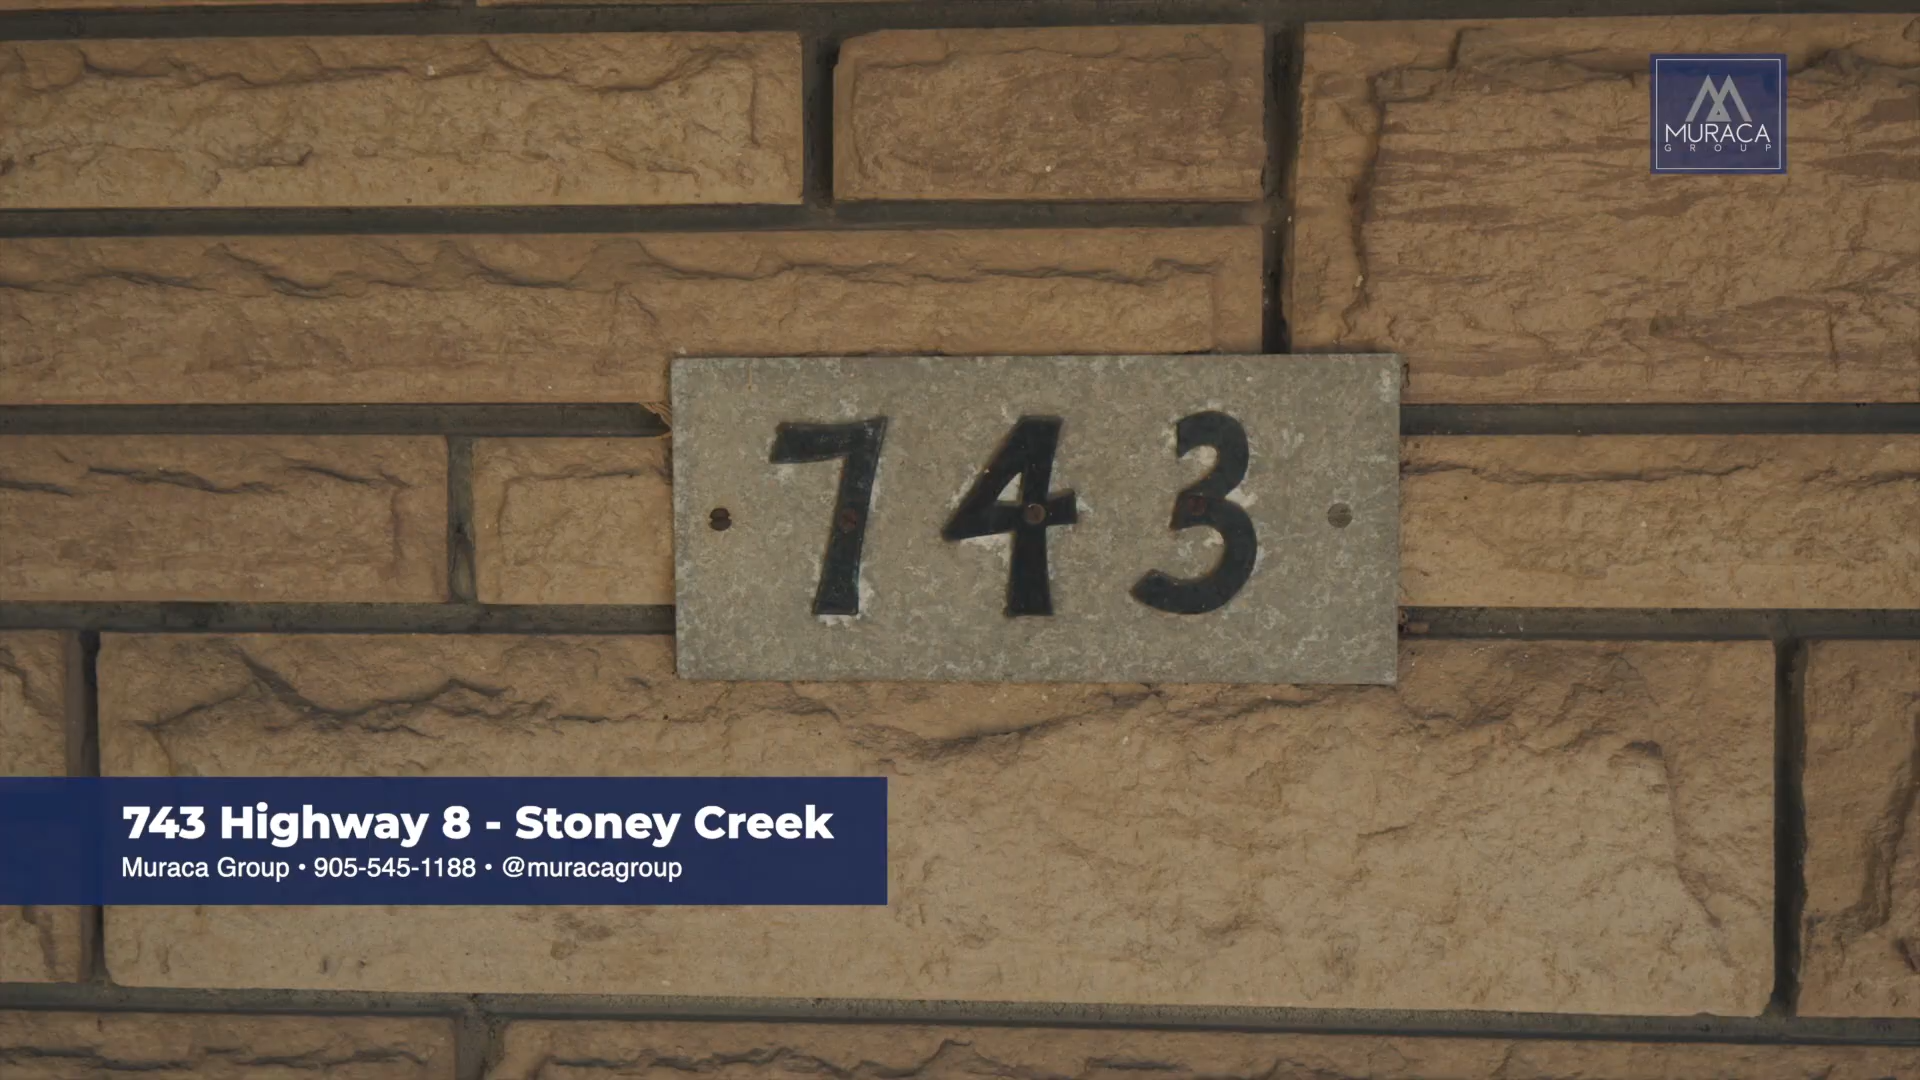 MURACA
GROUP
743
743 Highway 8 - Stoney Creek
Muraca Group • 905-545-1188 • @muracagroup